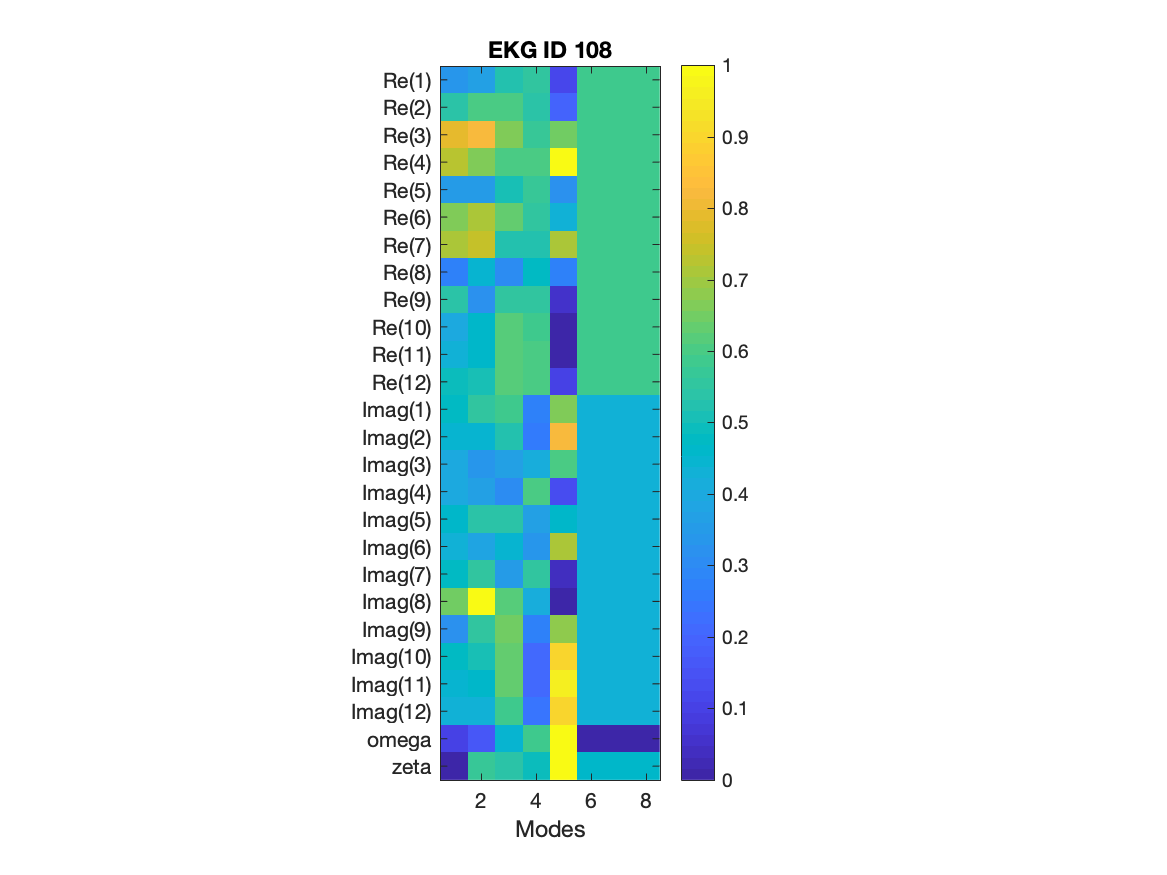 EKG ID 108
Re(1)
Re(2)
Re(3)
Re(4)
Re(5)
Re(6)
Re(7)
Re(8)
Re(9)
Re(10)
Re(11)
Re(12)
Imag(1)
Imag(2)
Imag(3)
Imag(4)
Imag(5)
Imag(6)
Imag(7)
Imag(8)
Imag(9)
Imag(10)
Imag(11)
Imag(12)
omega
zeta
2 4 6 8
Modes
1
0.9
0.8
0.7
0.6
0.5
0.4
0.3
0.2
0.1
0